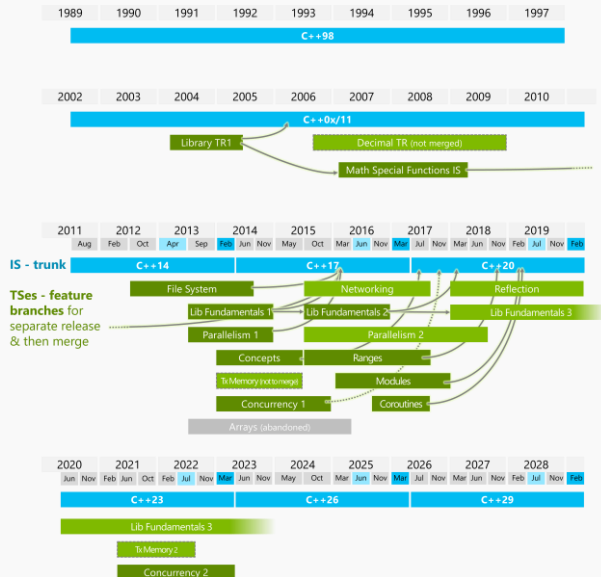 1989 1990 1991 1992 1993 1994 1995 1996 1997
C++98
2002 2003 2004 2005 2006 2007 2008 2009 2010
C++0x/11
Library TR1 Decimal TR (not merged)
Math Special Functions IS
2011 2012 2013 2014 2015 2016 2017 2018 2019
Aug Feb Oct Apr Sep Feb Jun Nov May Oct Mar Jun Nov Mar Jul Nov Mar Jun Nov Feb Jul Nov Feb
IS - trunk C++14 C++17 C++20
TSes - feature
branches for
separate release
& then merge
File System Networking Reflection
Lib Fundamentals 1 Lib Fundamentals 2 Lib Fundamentals 3
Parallelism 1 Parallelism 2
Concepts Ranges
Tx Memory (not to merge) Modules
Concurrency 1 Coroutines
Arrays (abandoned)
2020 2021 2022 2023 2024 2025 2026 2027 2028
Jun Nov Feb Jun Oct Feb Jul Nov Mar Jun Nov May Oct Mar Jun Nov Mar Jul Nov Mar Jun Nov Feb Jul Nov Feb
C++23 C++26 C++29
Lib Fundamentals 3
Tx Memory 2
Concurrency 2